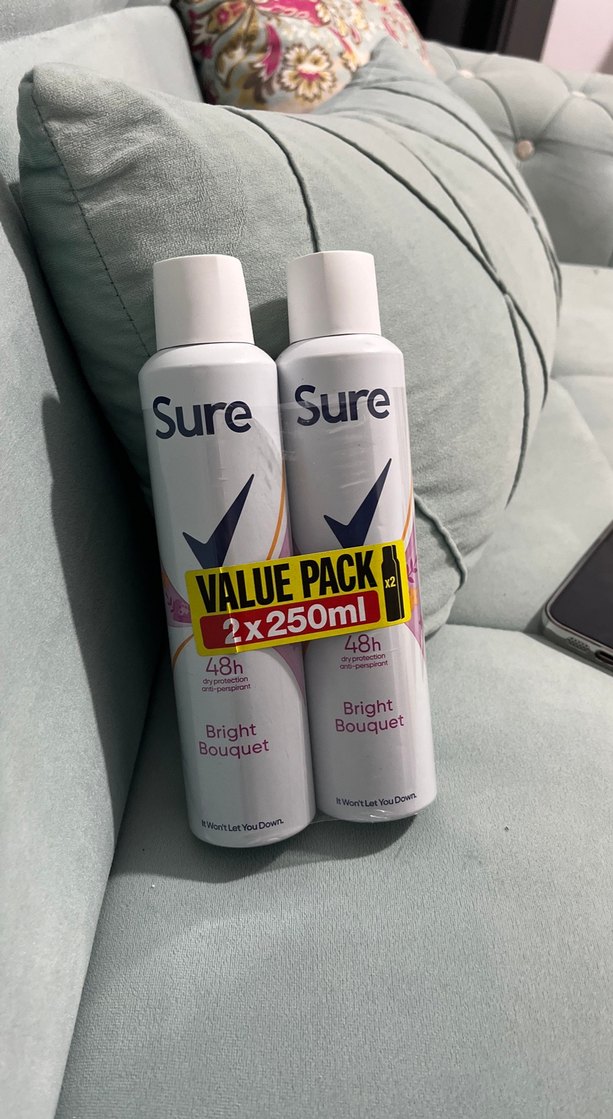 Sure
Sure
VALUE PACK
x2
2x250ml
48h
dry protection
anti-perspirant
Bright
Bouquet
It Won't Let You Down.
48h
dry protection
anti-perspirant
Bright
Bouquet
It Won't Let You Down.